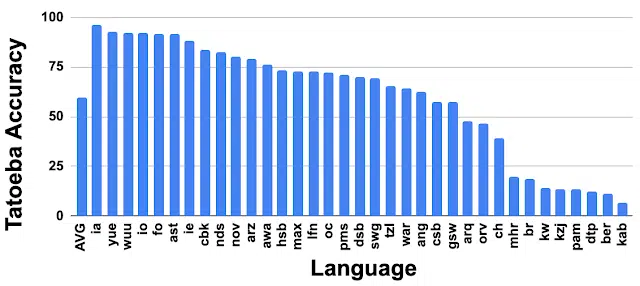 Tatoeba Accuracy
100
75
50
25
0
AVG ia yue wuu io fo ast ie cbk nds nov arz awa hsb max lfn oc pms dsb swg tzl war ang csb gsw arq orv ch mhr br kw kzj pam dtp ber kab
Language